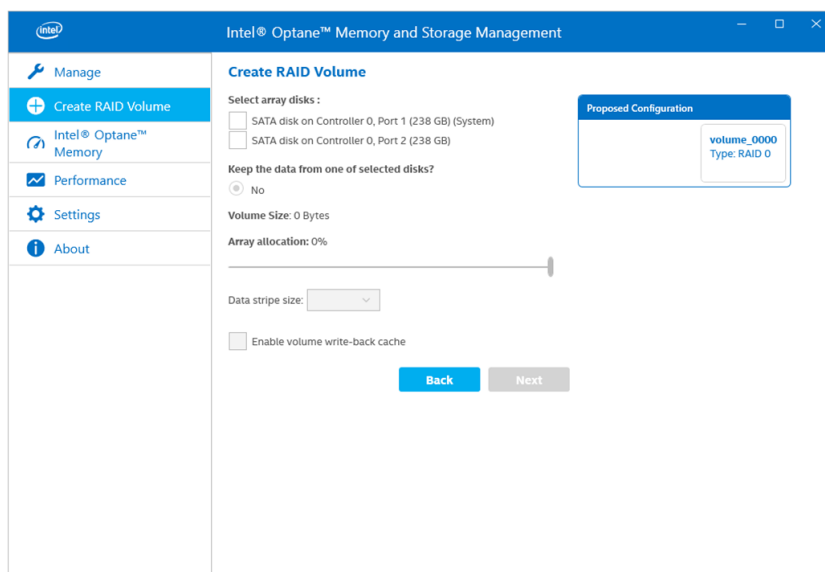 intel
Intel® Optane™ Memory and Storage Management
Manage
Create RAID Volume
Intel® Optane™
Memory
Performance
Settings
About
Create RAID Volume
Select array disks :
SATA disk on Controller 0, Port 1 (238 GB) (System)
SATA disk on Controller 0, Port 2 (238 GB)
Keep the data from one of selected disks?
No
Volume Size: 0 Bytes
Array allocation: 0%
Data stripe size:
Enable volume write-back cache
Back
Next
Proposed Configuration
volume_0000
Type: RAID 0